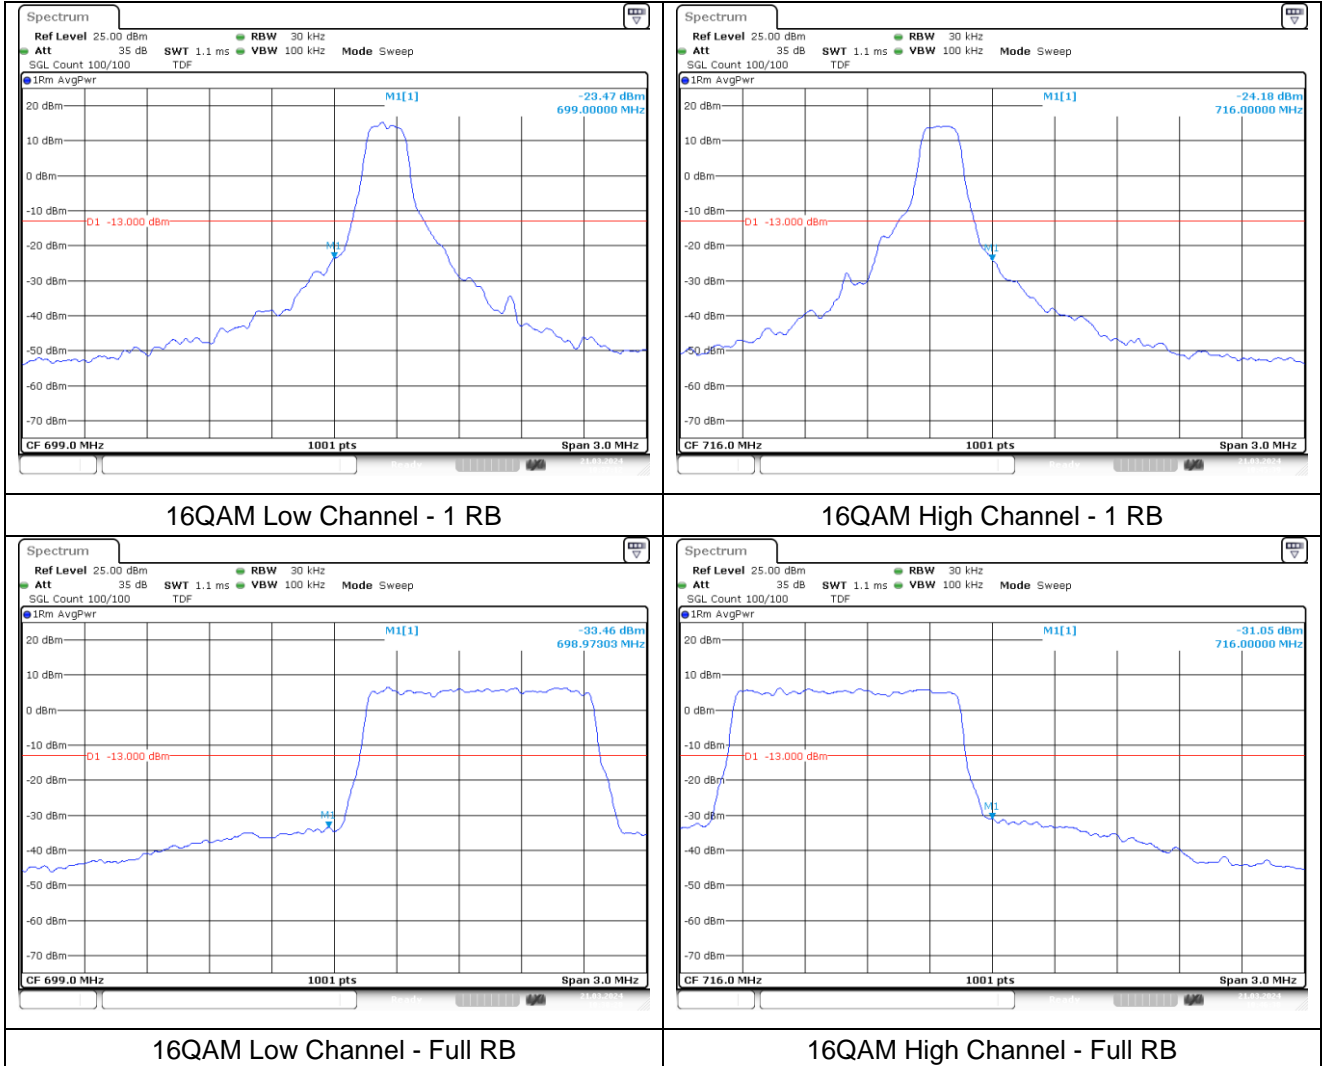 Spectrum
Ref Level 25.00 dBm RBW 30 kHz
Att 35 dB SWT 1.1 ms VBW 100 kHz Mode Sweep
SGL Count 100/100 TDF
1Rm AvgPwr
M1[1] -23.47 dBm
699.00000 MHz
20 dBm
10 dBm
0 dBm
-10 dBm
D1 -13.000 dBm
-20 dBm
M1
-30 dBm
-40 dBm
-50 dBm
-60 dBm
-70 dBm
CF 699.0 MHz 1001 pts Span 3.0 MHz
Ready 21.03.2024
16QAM Low Channel - 1 RB
Spectrum
Ref Level 25.00 dBm RBW 30 kHz
Att 35 dB SWT 1.1 ms VBW 100 kHz Mode Sweep
SGL Count 100/100 TDF
1Rm AvgPwr
M1[1] -24.18 dBm
716.00000 MHz
20 dBm
10 dBm
0 dBm
-10 dBm
D1 -13.000 dBm
-20 dBm
M1
-30 dBm
-40 dBm
-50 dBm
-60 dBm
-70 dBm
CF 716.0 MHz 1001 pts Span 3.0 MHz
Ready 21.03.2024
16QAM High Channel - 1 RB
Spectrum
Ref Level 25.00 dBm RBW 30 kHz
Att 35 dB SWT 1.1 ms VBW 100 kHz Mode Sweep
SGL Count 100/100 TDF
1Rm AvgPwr
M1[1] -33.46 dBm
698.97303 MHz
20 dBm
10 dBm
0 dBm
-10 dBm
D1 -13.000 dBm
-20 dBm
M1
-30 dBm
-40 dBm
-50 dBm
-60 dBm
-70 dBm
CF 699.0 MHz 1001 pts Span 3.0 MHz
Ready 21.03.2024
16QAM Low Channel - Full RB
Spectrum
Ref Level 25.00 dBm RBW 30 kHz
Att 35 dB SWT 1.1 ms VBW 100 kHz Mode Sweep
SGL Count 100/100 TDF
1Rm AvgPwr
M1[1] -31.05 dBm
716.00000 MHz
20 dBm
10 dBm
0 dBm
-10 dBm
D1 -13.000 dBm
-20 dBm
M1
-30 dBm
-40 dBm
-50 dBm
-60 dBm
-70 dBm
CF 716.0 MHz 1001 pts Span 3.0 MHz
Ready 21.03.2024
16QAM High Channel - Full RB